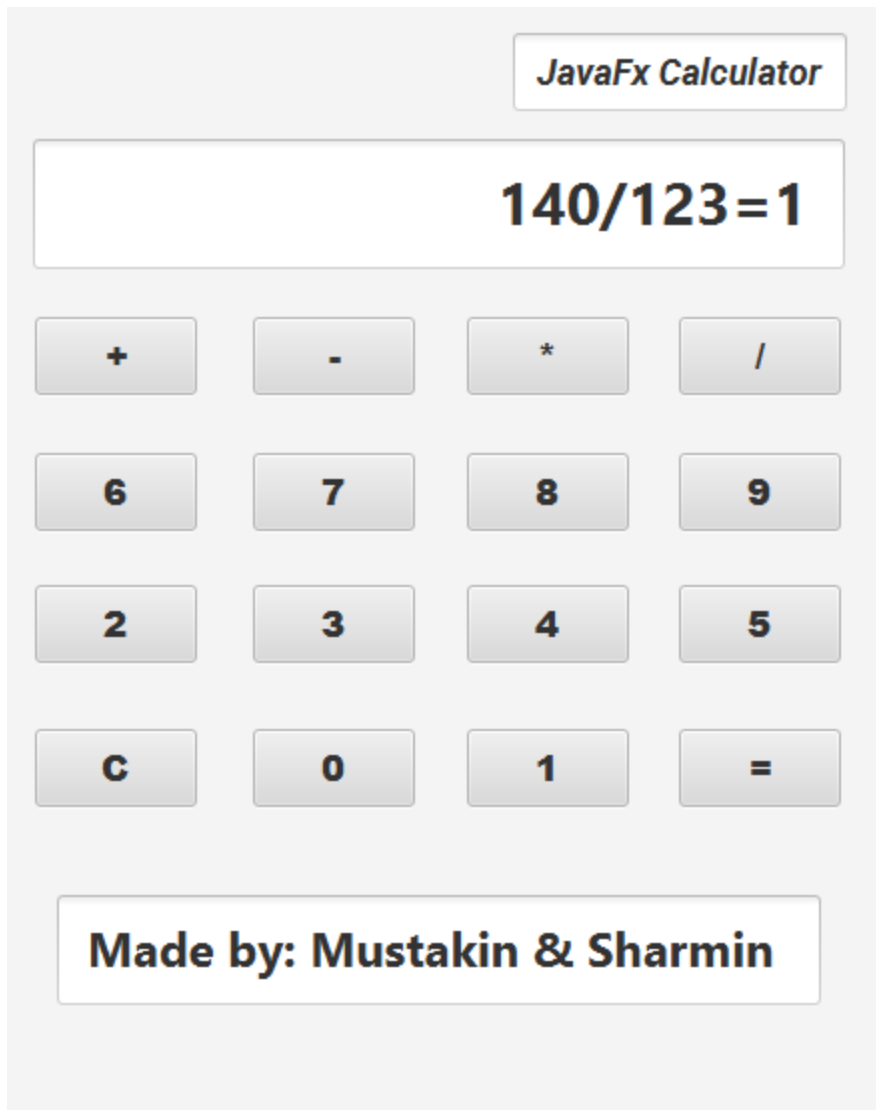 JavaFx Calculator
140/123=1
+ - * /
6 7 8 9
2 3 4 5
C 0 1 =
Made by: Mustakin & Sharmin